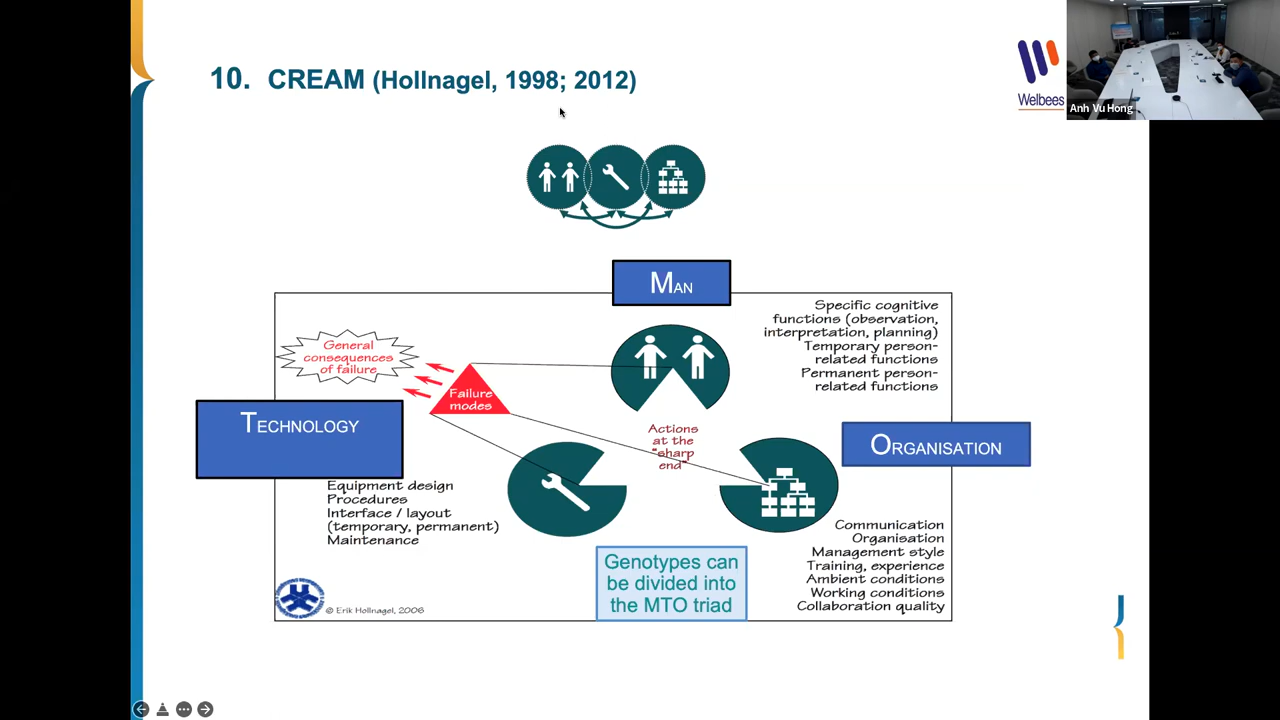 10. CREAM (Hollnagel, 1998; 2012)
Welbees
Anh Vu Hong
MAN
Specific cognitive
functions (observation,
interpretation, planning)
Temporary person-
related functions
Permanent person-
related functions
General
consequences
of failure
Failure
modes
TECHNOLOGY
Actions
at the
"sharp
end"
ORGANISATION
Equipment design
Procedures
Interface / layout
(temporary, permanent)
Maintenance
Communication
Organisation
Management style
Training, experience
Ambient conditions
Working conditions
Collaboration quality
Genotypes can
be divided into
the MTO triad
© Erik Hollnagel, 2006